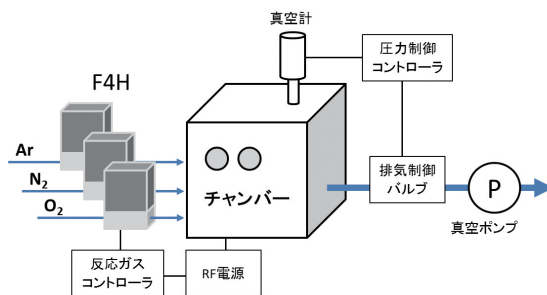 真空計
圧力制御
コントローラ
F4H
Ar
N₂
O₂
チャンバー
排気制御
バルブ
P
真空ポンプ
反応ガス
コントローラ
RF電源